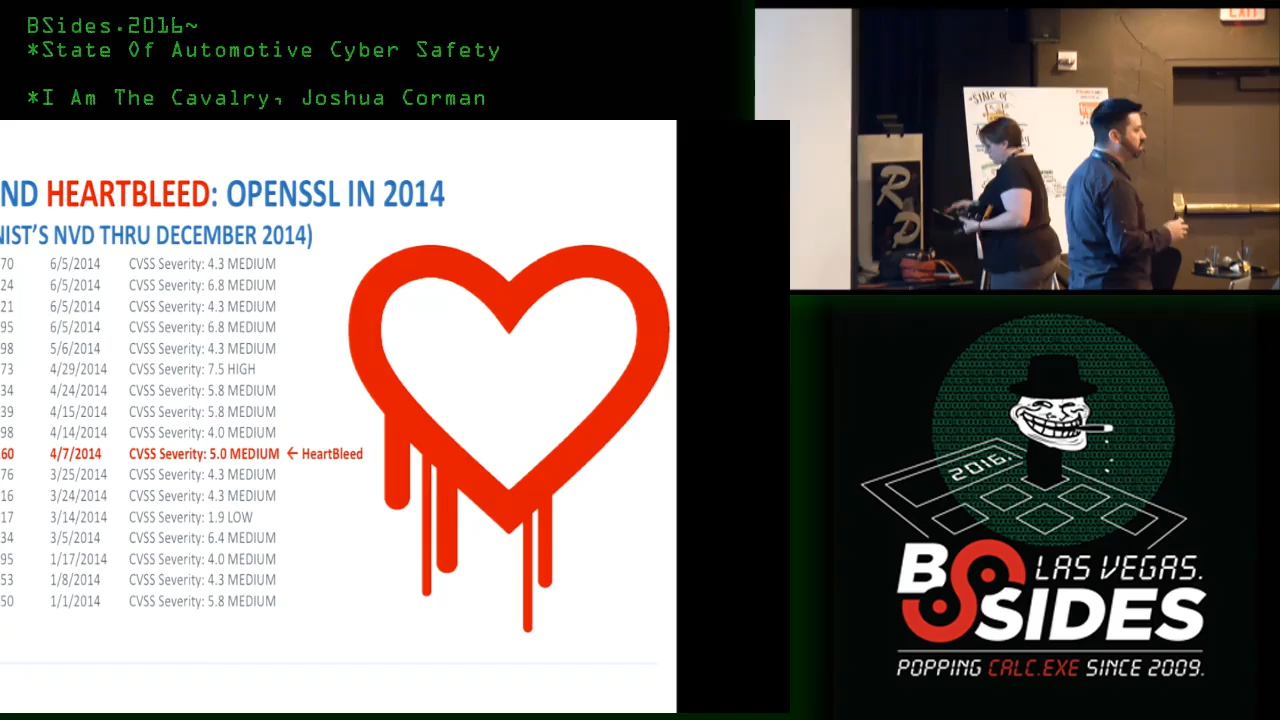 BSides.2016~
*State Of Automotive Cyber Safety
*I Am The Cavalry, Joshua Corman
EXIT
SINE OF
R
D
ND HEARTBLEED: OPENSSL IN 2014
NIST'S NVD THRU DECEMBER 2014)
70 6/5/2014 CVSS Severity: 4.3 MEDIUM
24 6/5/2014 CVSS Severity: 6.8 MEDIUM
21 6/5/2014 CVSS Severity: 4.3 MEDIUM
95 6/5/2014 CVSS Severity: 6.8 MEDIUM
98 5/6/2014 CVSS Severity: 4.3 MEDIUM
73 4/29/2014 CVSS Severity: 7.5 HIGH
34 4/24/2014 CVSS Severity: 5.8 MEDIUM
39 4/15/2014 CVSS Severity: 5.8 MEDIUM
98 4/14/2014 CVSS Severity: 4.0 MEDIUM
60 4/7/2014 CVSS Severity: 5.0 MEDIUM ← HeartBleed
76 3/25/2014 CVSS Severity: 4.3 MEDIUM
16 3/24/2014 CVSS Severity: 4.3 MEDIUM
17 3/14/2014 CVSS Severity: 1.9 LOW
34 3/5/2014 CVSS Severity: 6.4 MEDIUM
95 1/17/2014 CVSS Severity: 4.0 MEDIUM
53 1/8/2014 CVSS Severity: 4.3 MEDIUM
50 1/1/2014 CVSS Severity: 5.8 MEDIUM
2016.
BSIDES LAS VEGAS.
POPPING CALC.EXE SINCE 2009.